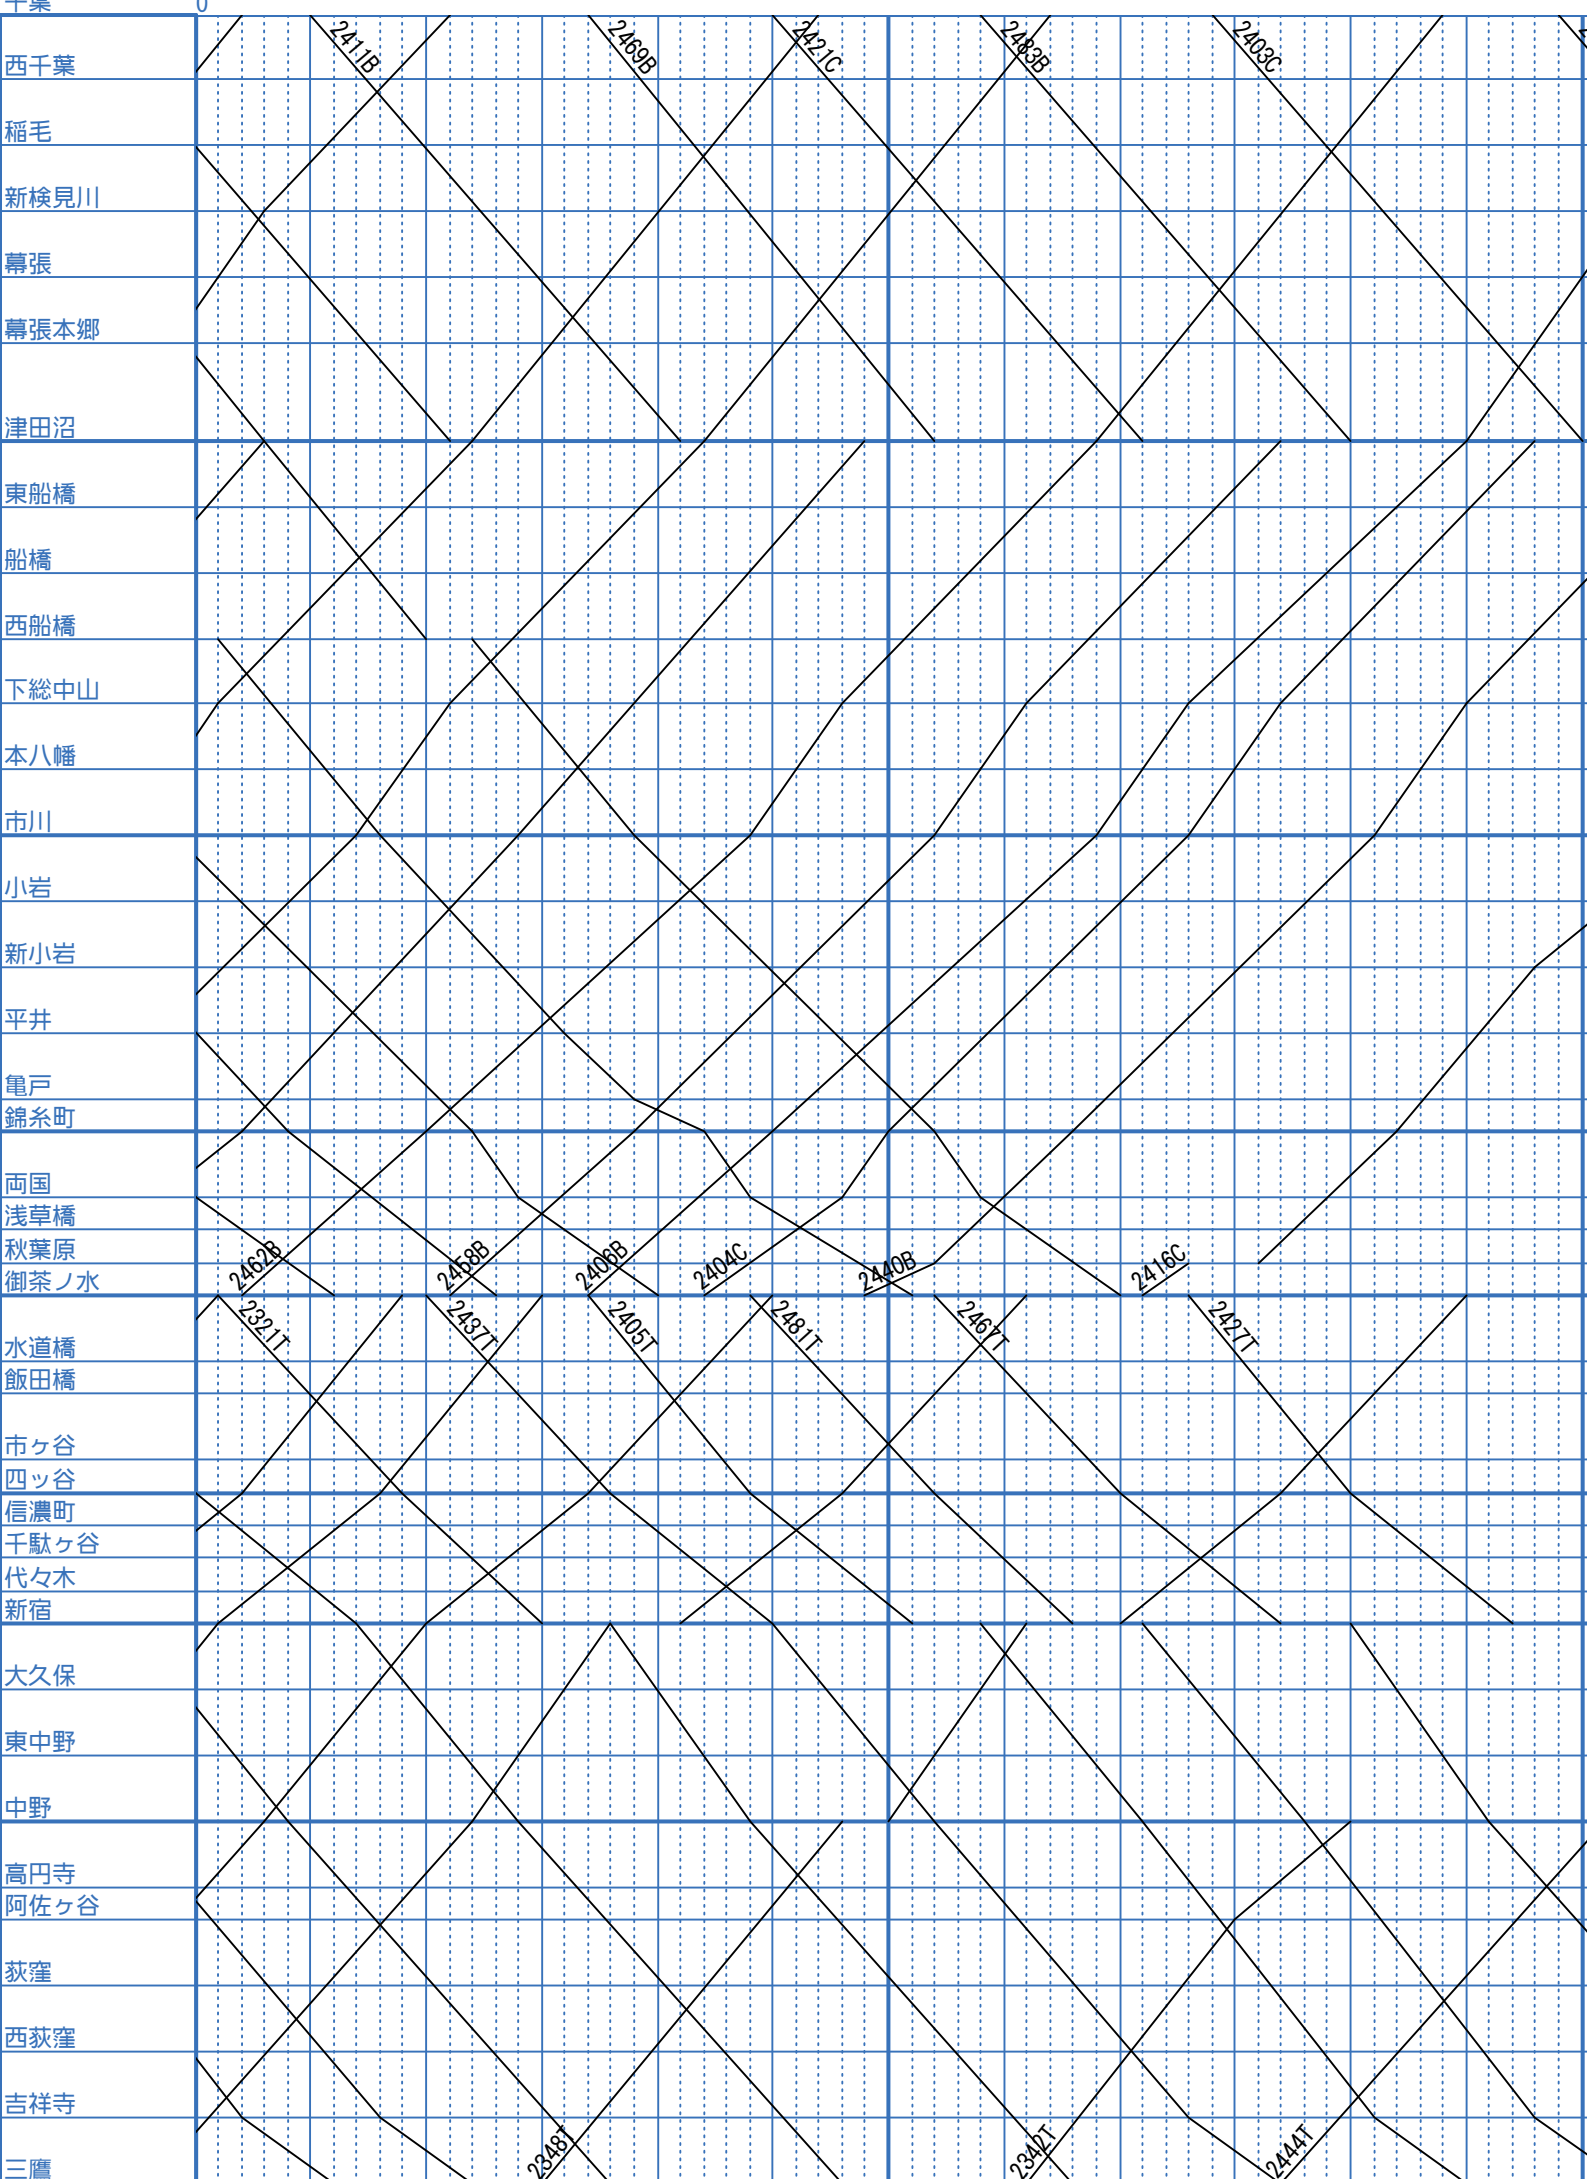 千葉 0
2411B 2469B 2421C 2483B 2403C
西千葉
稲毛
新検見川
幕張
幕張本郷
津田沼
東船橋
船橋
西船橋
下総中山
本八幡
市川
小岩
新小岩
平井
亀戸
錦糸町
両国
浅草橋
秋葉原
2462B 2458B 2406B 2404C 2440B 2416C
御茶ノ水
2321T 2437T 2405T 2481T 2467T 2427T
水道橋
飯田橋
市ヶ谷
四ッ谷
信濃町
千駄ヶ谷
代々木
新宿
大久保
東中野
中野
高円寺
阿佐ヶ谷
荻窪
西荻窪
吉祥寺
2348T 2342T 2444T
三鷹